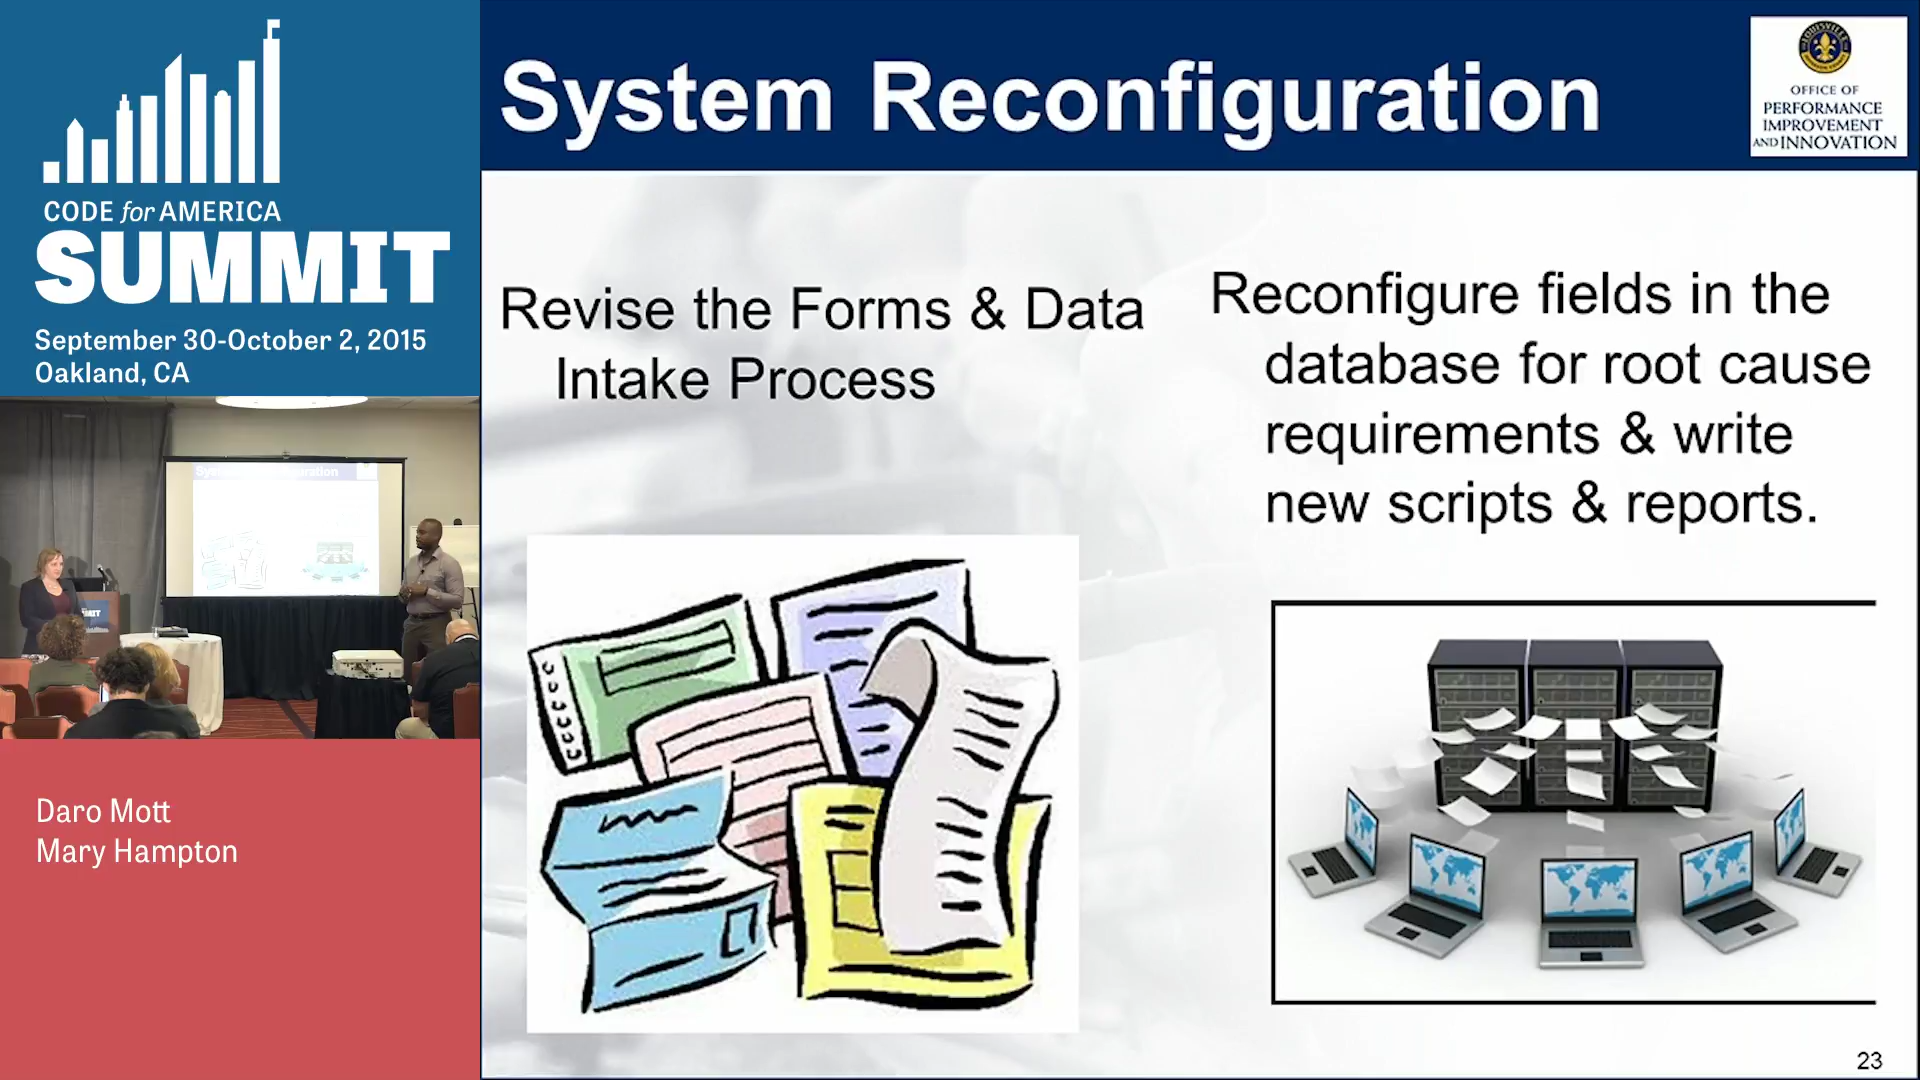 CODE for AMERICA
SUMMIT
September 30-October 2, 2015
Oakland, CA
Daro Mott
Mary Hampton
System Reconfiguration
LOUISVILLE
OFFICE OF
PERFORMANCE
IMPROVEMENT
AND INNOVATION
Revise the Forms & Data
Intake Process
Reconfigure fields in the
database for root cause
requirements & write
new scripts & reports.
23